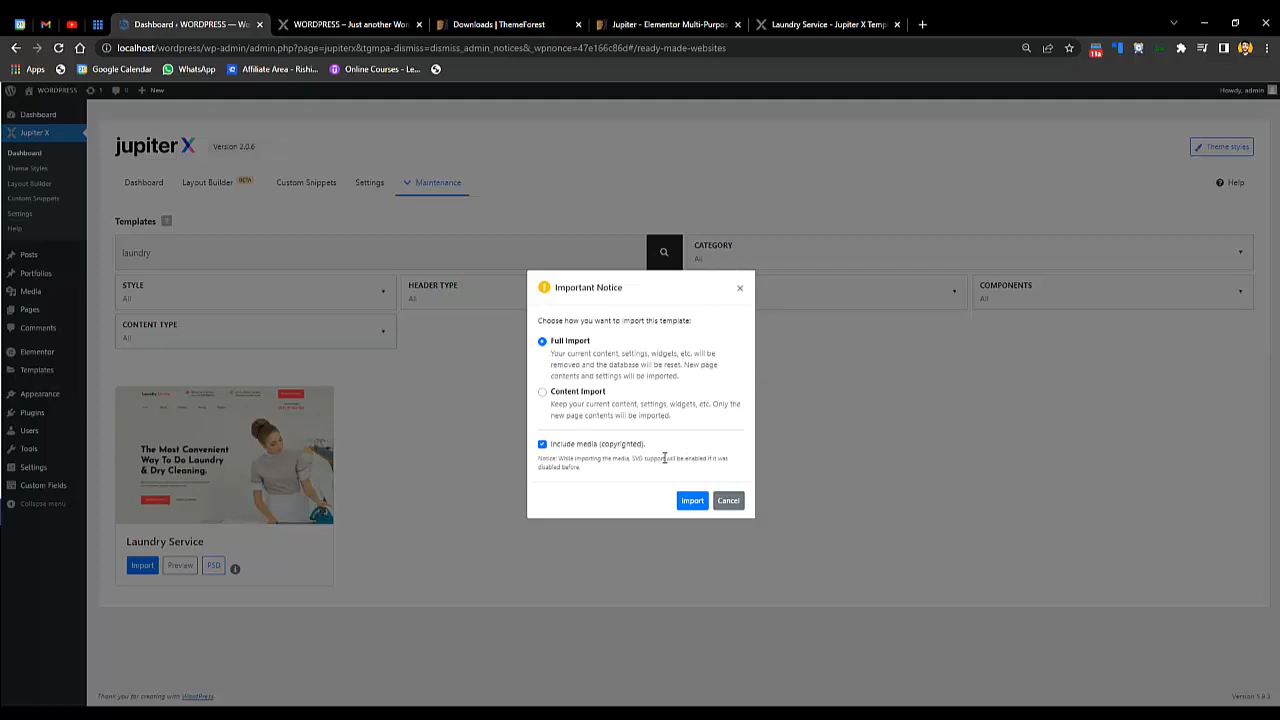 Dashboard ‹ WORDPRESS — Wo
WORDPRESS – Just another Wor
Downloads | ThemeForest
Jupiter - Elementor Multi-Purpos
Laundry Service - Jupiter X Temp
localhost/wordpress/wp-admin/admin.php?page=jupiterx&tgmpa-dismiss=dismiss_admin_notices&_wpnonce=47e166c86d#/ready-made-websites
Apps
Google Calendar
WhatsApp
Affiliate Area - Rishi...
Online Courses - Le...
WORDPRESS
1
0
New
Howdy, admin
Dashboard
Jupiter X
Dashboard
Theme Styles
Layout Builder
Custom Snippets
Settings
Help
Posts
Portfolios
Media
Pages
Comments
Elementor
Templates
Appearance
Plugins
Users
Tools
Settings
Custom Fields
Collapse menu
jupiter X
Version 2.0.6
Theme styles
Dashboard
Layout Builder BETA
Custom Snippets
Settings
Maintenance
Help
Templates
laundry
CATEGORY
All
STYLE
All
HEADER TYPE
All
COMPONENTS
All
CONTENT TYPE
All
Important Notice
Choose how you want to import this template:
Full Import
Your current content, settings, widgets, etc. will be
removed and the database will be reset. New page
contents and settings will be imported.
Content Import
Keep your current content, settings, widgets, etc. Only the
new page contents will be imported.
Include media (copyrighted).
Notice: While importing the media, SVG support will be enabled if it was
disabled before.
Import
Cancel
The Most Convenient
Way To Do Laundry
& Dry Cleaning.
Laundry Service
Import
Preview
PSD
Thank you for creating with WordPress.
Version 5.8.3